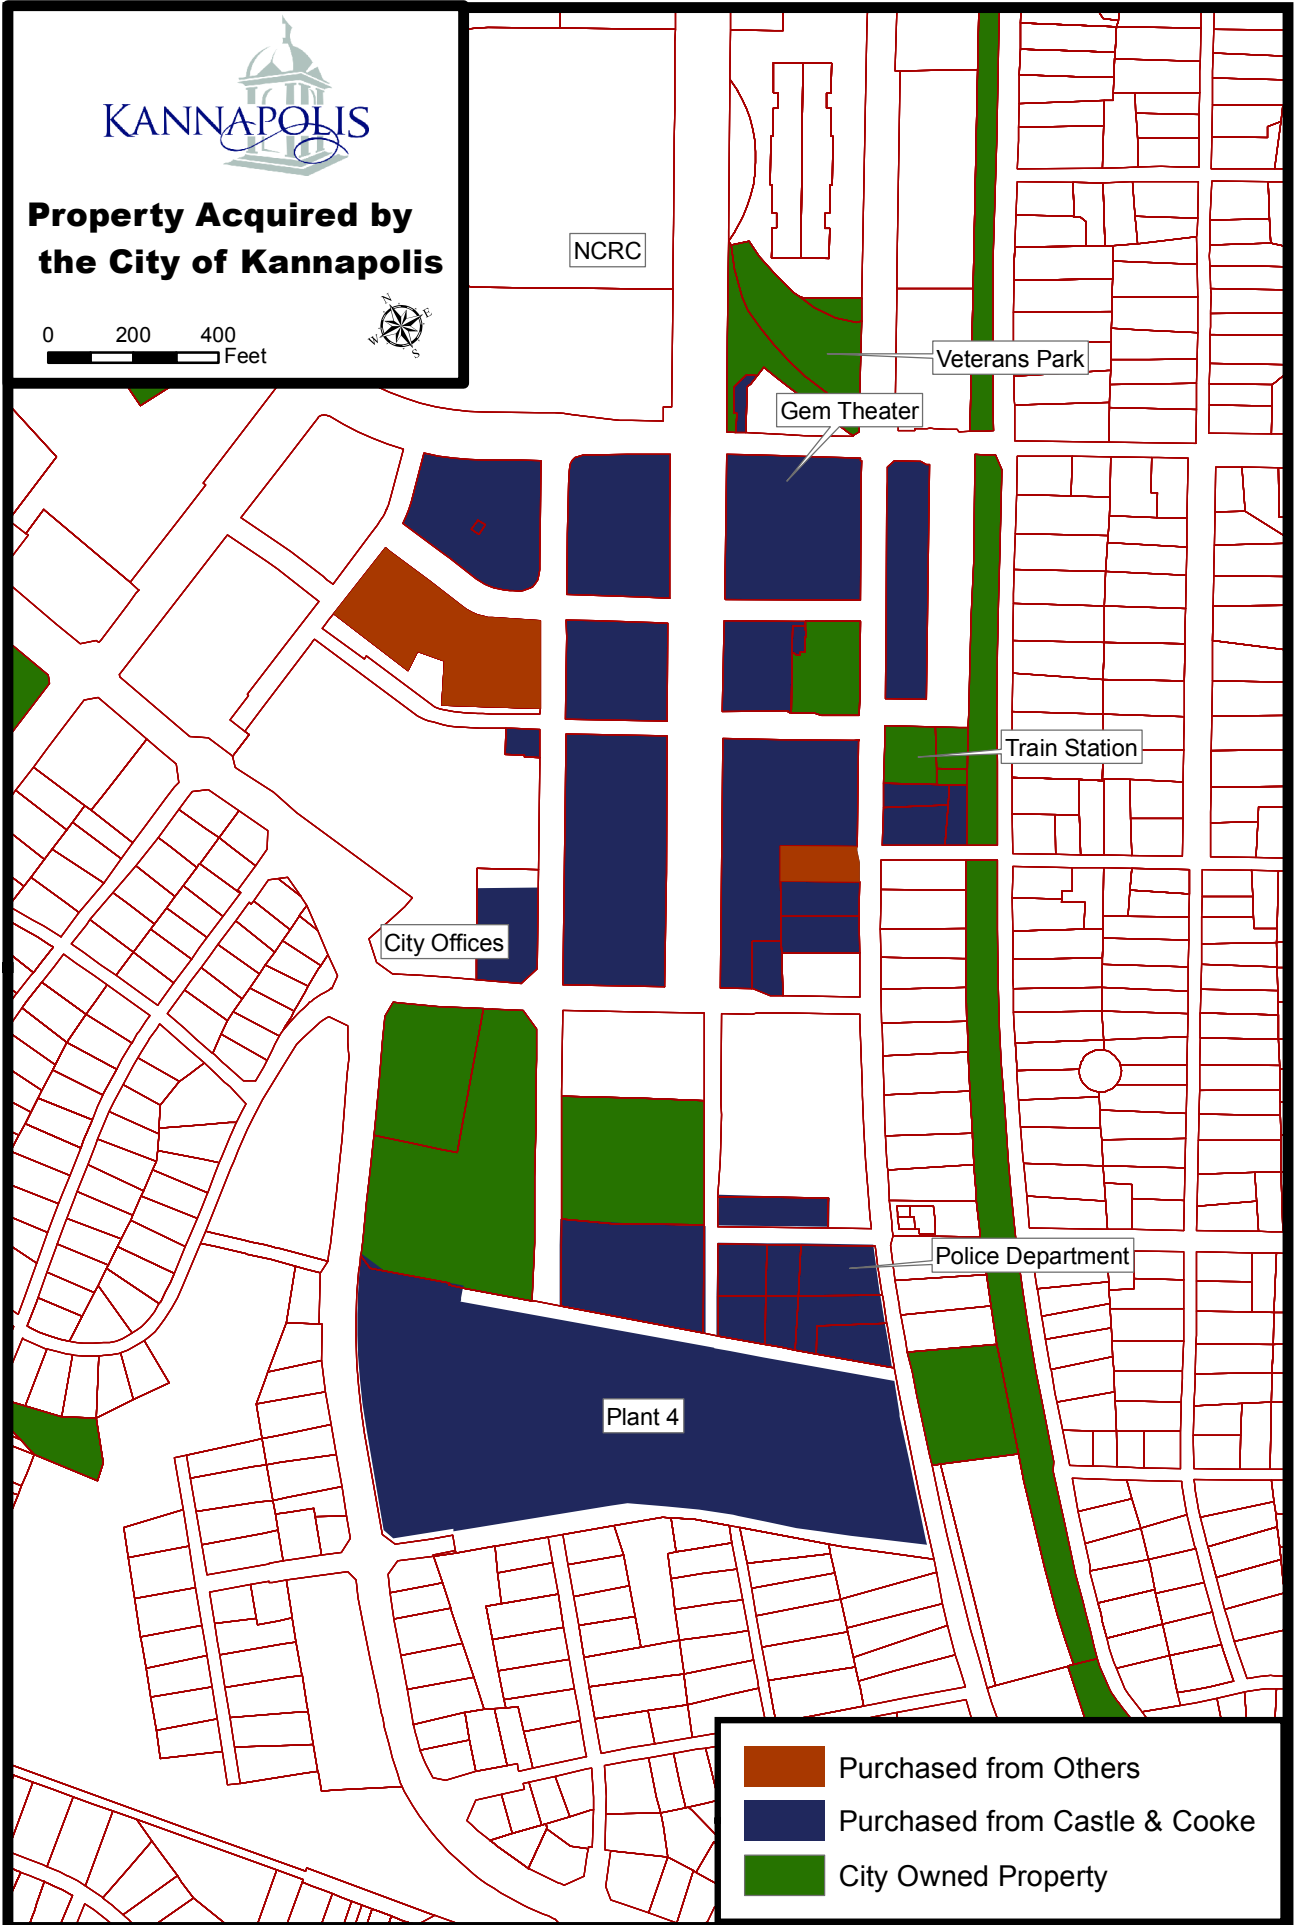 KANNAPOLIS
Property Acquired by
the City of Kannapolis
N
E
W
S
0 200 400
Feet
NCRC
Veterans Park
Gem Theater
Train Station
City Offices
Police Department
Plant 4
Purchased from Others
Purchased from Castle & Cooke
City Owned Property